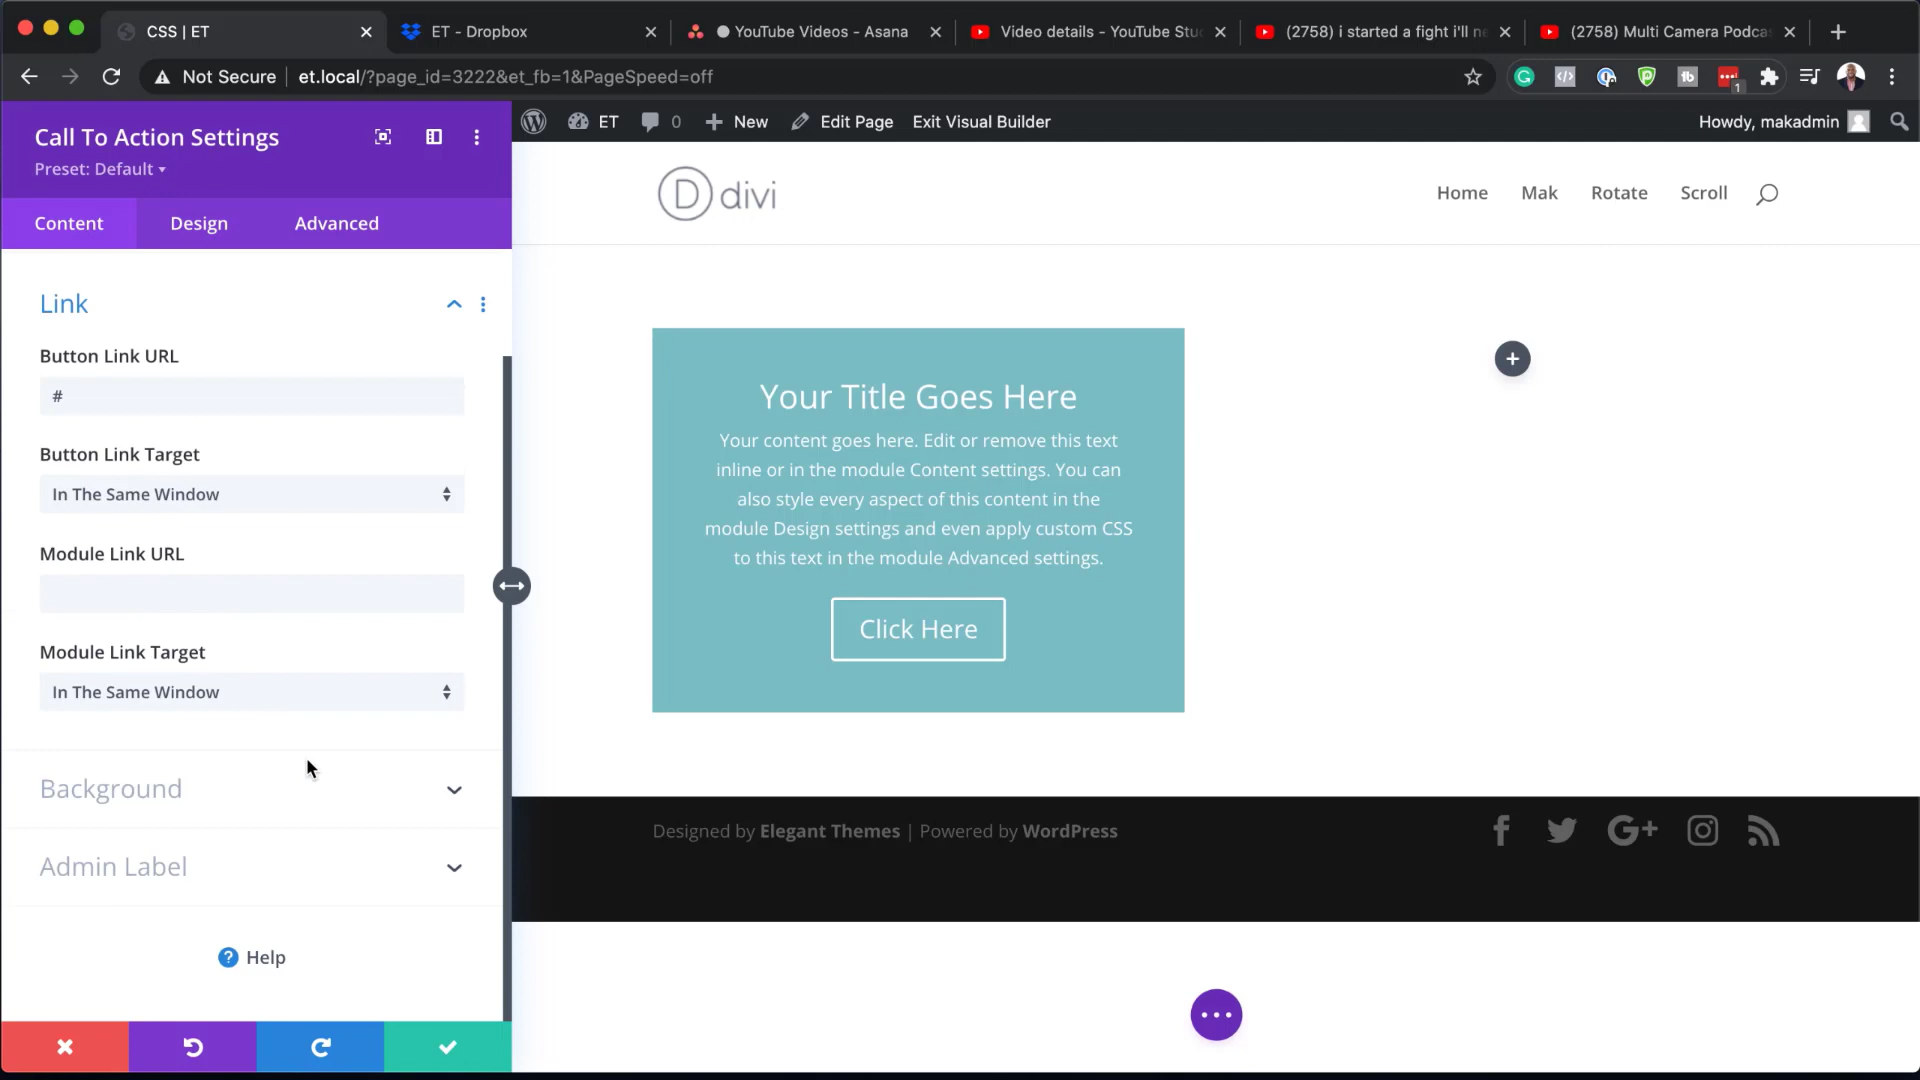 CSS | ET
ET - Dropbox
YouTube Videos - Asana
Video details - YouTube Stu
(2758) i started a fight i'll ne
(2758) Multi Camera Podca
Not Secure
et.local/?page_id=3222&et_fb=1&PageSpeed=off
1
Call To Action Settings
Preset: Default
Content
Design
Advanced
ET
0
New
Edit Page
Exit Visual Builder
Howdy, makadmin
D divi
Home
Mak
Rotate
Scroll
Link
Button Link URL
#
Button Link Target
In The Same Window
Module Link URL
Module Link Target
In The Same Window
Background
Admin Label
Help
Your Title Goes Here
Your content goes here. Edit or remove this text
inline or in the module Content settings. You can
also style every aspect of this content in the
module Design settings and even apply custom CSS
to this text in the module Advanced settings.
Click Here
Designed by Elegant Themes | Powered by WordPress